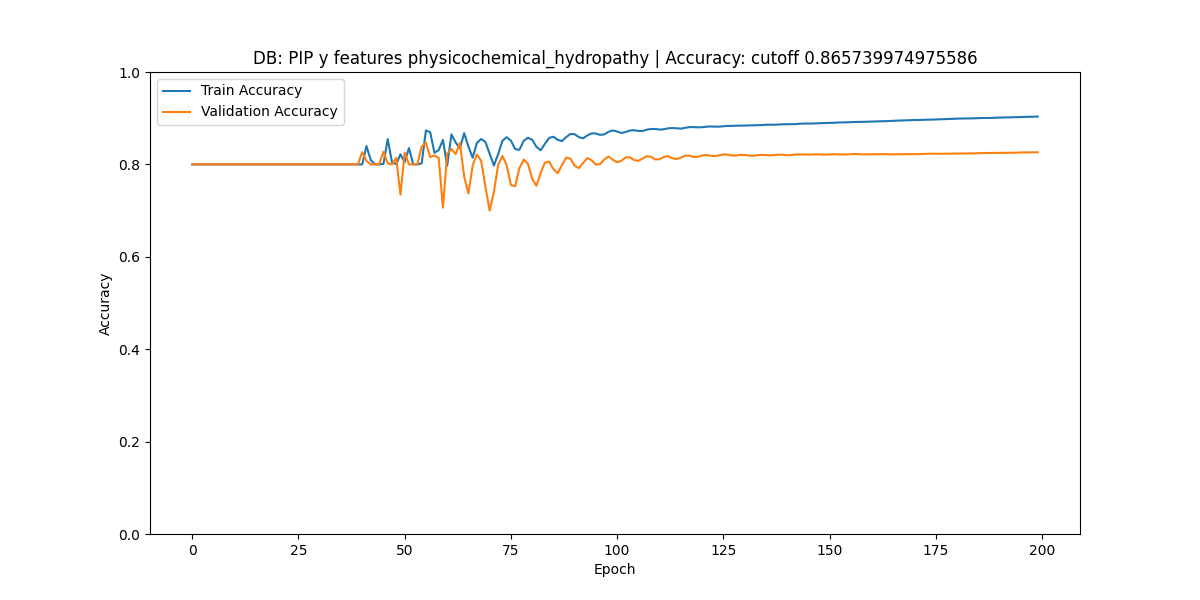 DB: PIP y features physicochemical_hydropathy | Accuracy: cutoff 0.865739974975586
Train Accuracy
Validation Accuracy
1.0
0.8
0.6
0.4
0.2
0.0
Accuracy
0 25 50 75 100 125 150 175 200
Epoch